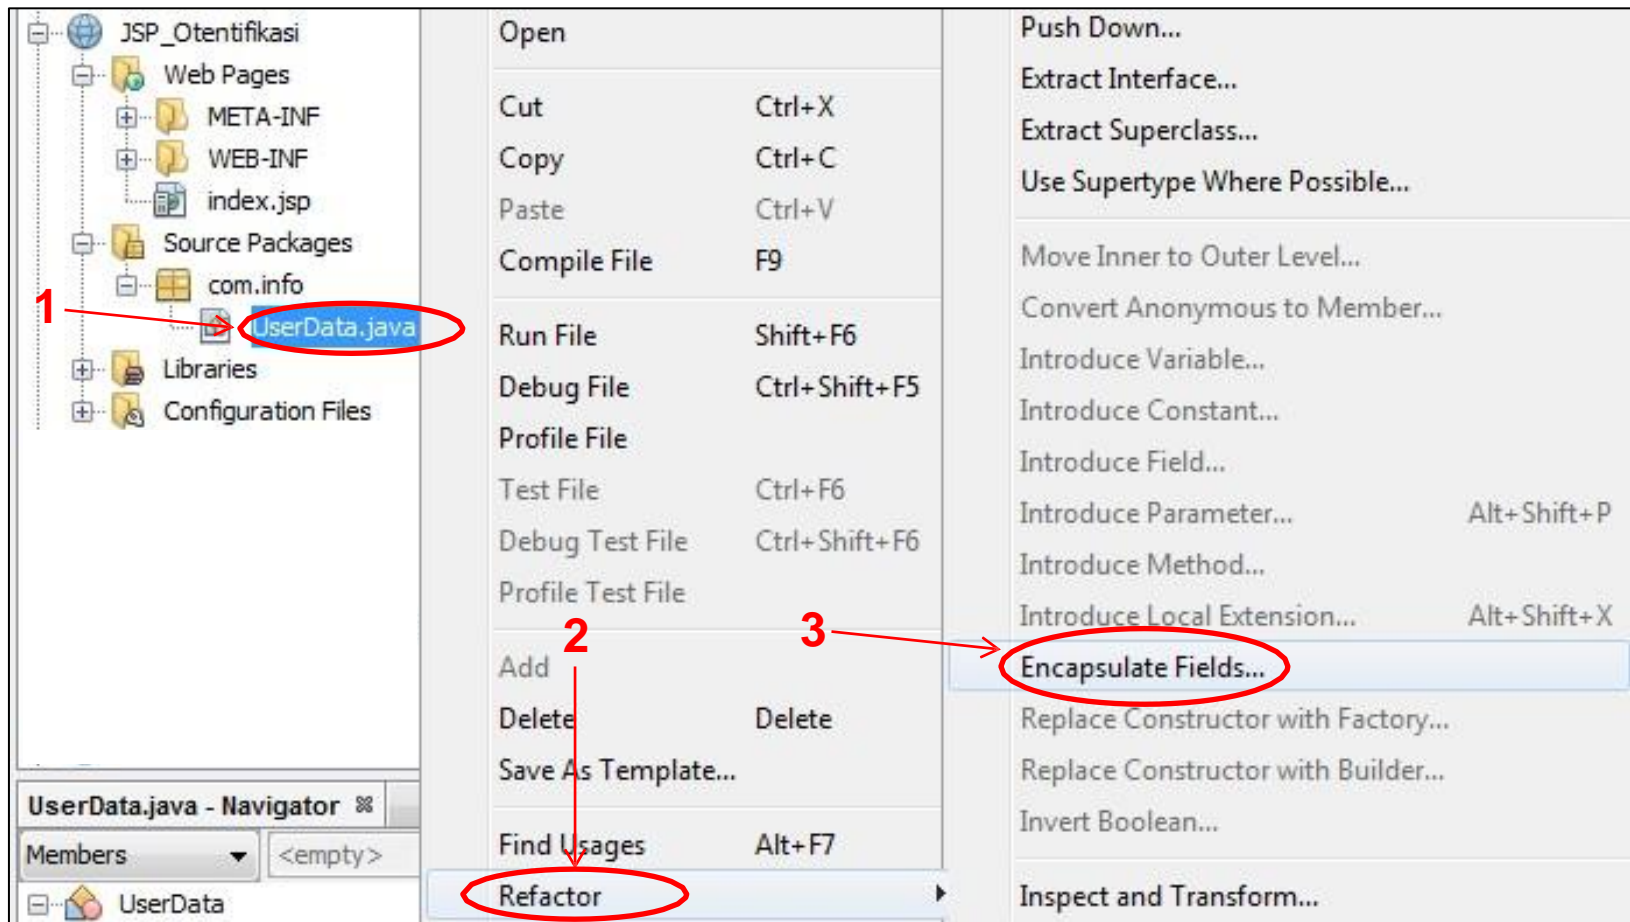 JSP_Otentifikasi
Web Pages
META-INF
WEB-INF
index.jsp
Source Packages
com.info
1
UserData.java
Libraries
Configuration Files
UserData.java - Navigator
Members
<empty>
UserData
Open
Cut Ctrl+X
Copy Ctrl+C
Paste Ctrl+V
Compile File F9
Run File Shift+F6
Debug File Ctrl+Shift+F5
Profile File
Test File Ctrl+F6
Debug Test File Ctrl+Shift+F6
Profile Test File
2
Add
Delete Delete
Save As Template...
Find Usages Alt+F7
Refactor
Push Down...
Extract Interface...
Extract Superclass...
Use Supertype Where Possible...
Move Inner to Outer Level...
Convert Anonymous to Member...
Introduce Variable...
Introduce Constant...
Introduce Field...
Introduce Parameter... Alt+Shift+P
Introduce Method...
Introduce Local Extension... Alt+Shift+X
3
Encapsulate Fields...
Replace Constructor with Factory...
Replace Constructor with Builder...
Invert Boolean...
Inspect and Transform...